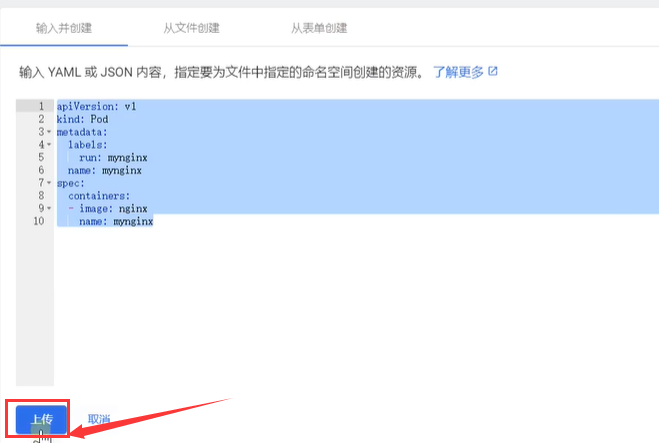 输入并创建 从文件创建 从表单创建
输入 YAML 或 JSON 内容，指定要为文件中指定的命名空间创建的资源。 了解更多
1 apiVersion: v1
2 kind: Pod
3 metadata:
4 labels:
5 run: mynginx
6 name: mynginx
7 spec:
8 containers:
9 - image: nginx
10 name: mynginx
上传 取消